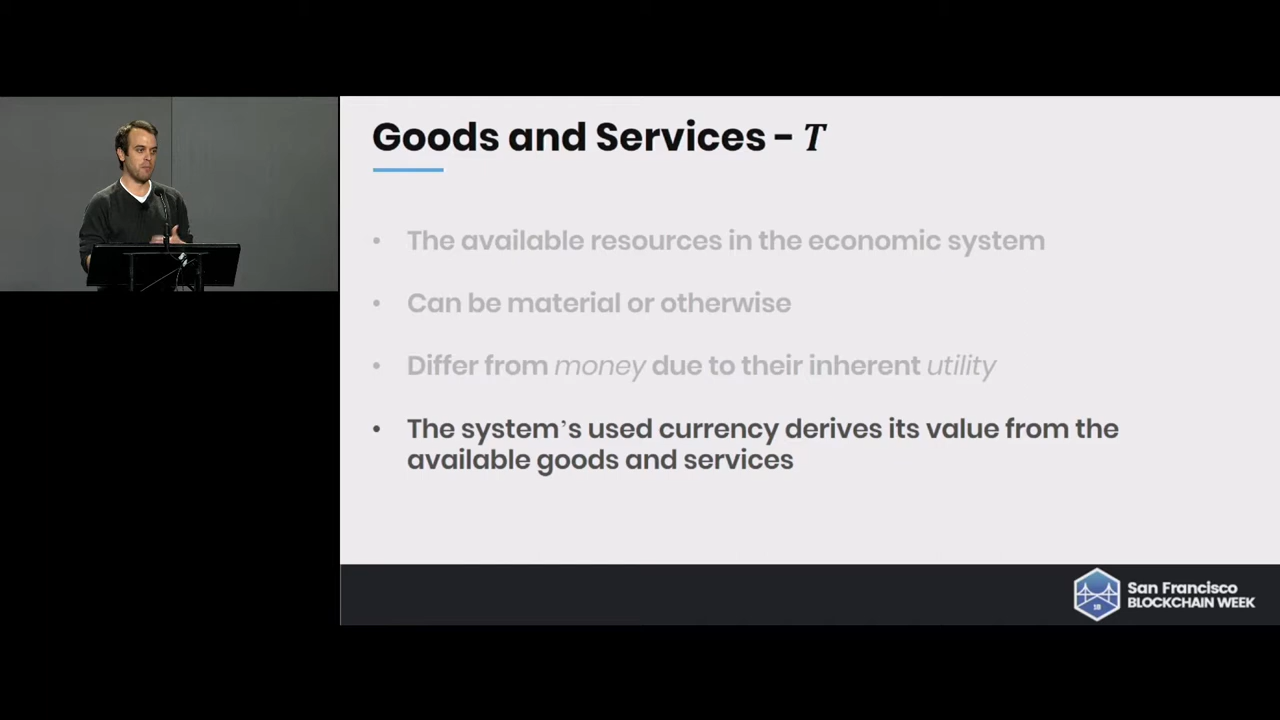 Goods and Services - T
• The available resources in the economic system
• Can be material or otherwise
• Differ from money due to their inherent utility
• The system's used currency derives its value from the
available goods and services
San Francisco
BLOCKCHAIN WEEK
18